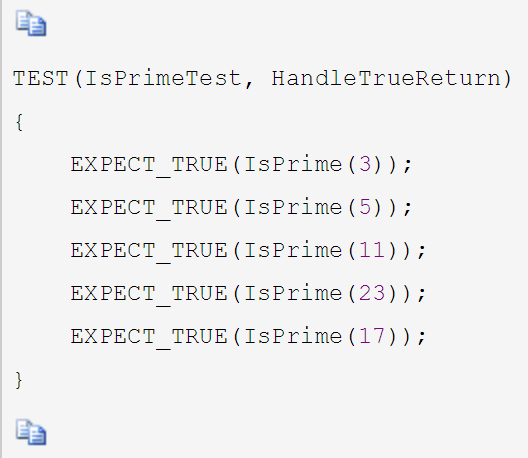 TEST(IsPrimeTest, HandleTrueReturn)
{
    EXPECT_TRUE(IsPrime(3));
    EXPECT_TRUE(IsPrime(5));
    EXPECT_TRUE(IsPrime(11));
    EXPECT_TRUE(IsPrime(23));
    EXPECT_TRUE(IsPrime(17));
}